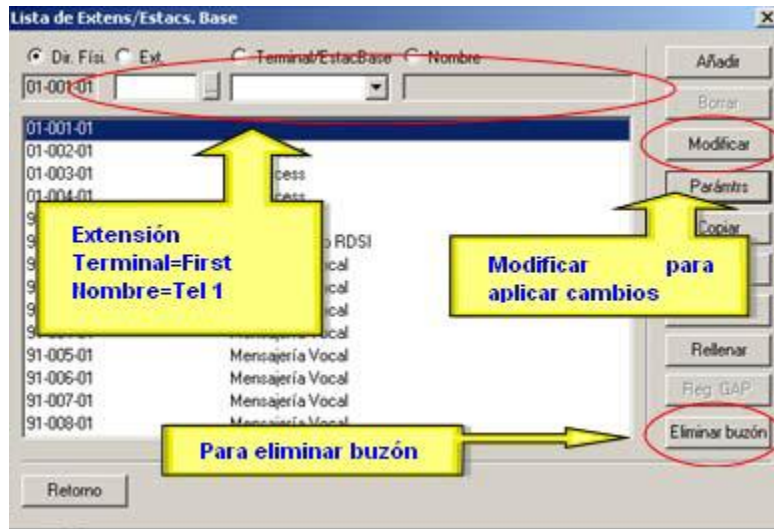 Lista de Extens/Estacs. Base
Dir. Físi. Ext. Terminal/EstacBase Nombre
01-001-01
Añadir
Borrar
01-001-01
Modificar
01-002-01
01-003-01 cess
Parámtrs
01-004-01 cess
Copiar
Extensión
Terminal=First
Nombre=Tel 1
RDSI
Modificar para
aplicar cambios
91-005-01 Mensajería Vocal
Rellenar
91-006-01 Mensajería Vocal
91-007-01 Mensajería Vocal
Reg. GAP
91-008-01 Mensajería Vocal
Eliminar buzón
Para eliminar buzón
Retorno